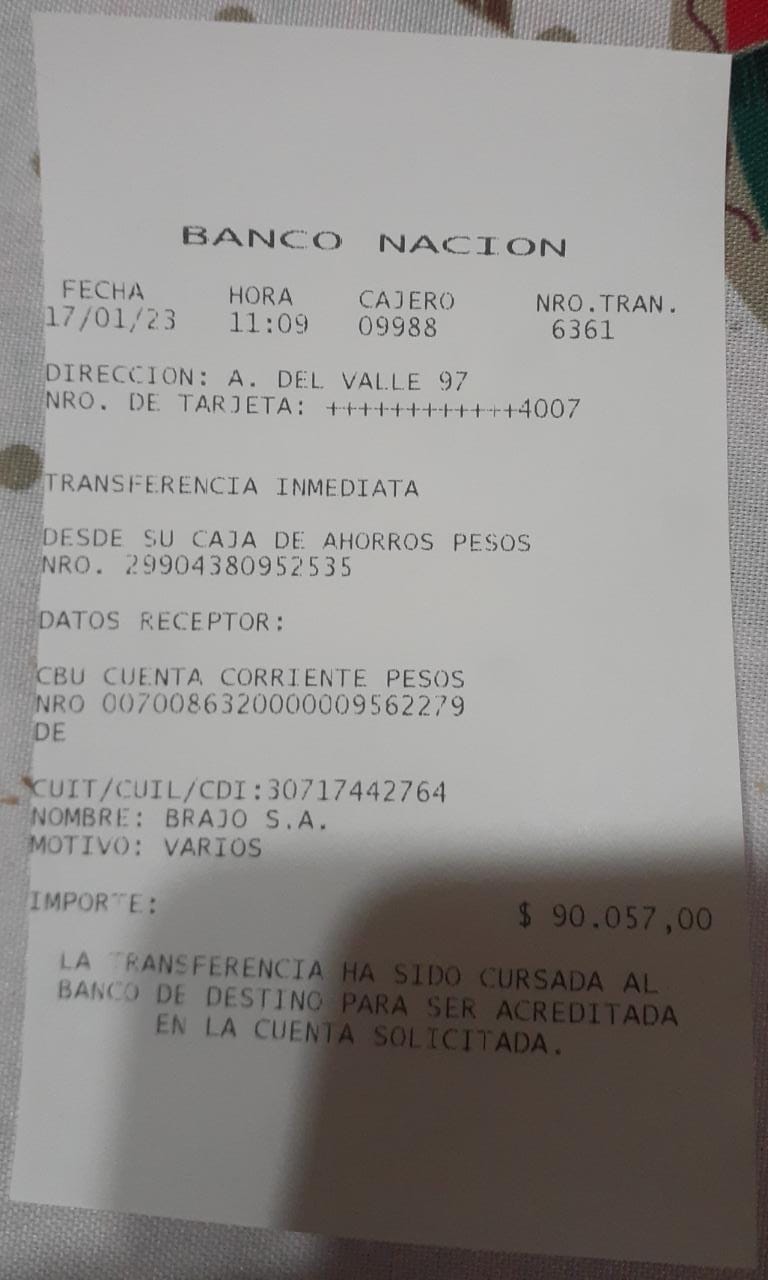 BANCO NACION
FECHA HORA CAJERO NRO.TRAN.
17/01/23 11:09 09988 6361
DIRECCION: A. DEL VALLE 97
NRO. DE TARJETA: ++++++++++++4007
TRANSFERENCIA INMEDIATA
DESDE SU CAJA DE AHORROS PESOS
NRO. 29904380952535
DATOS RECEPTOR:
CBU CUENTA CORRIENTE PESOS
NRO 0070086320000009562279
DE
CUIT/CUIL/CDI:30717442764
NOMBRE: BRAJO S.A.
MOTIVO: VARIOS
IMPORTE: $ 90.057,00
LA TRANSFERENCIA HA SIDO CURSADA AL
BANCO DE DESTINO PARA SER ACREDITADA
EN LA CUENTA SOLICITADA.